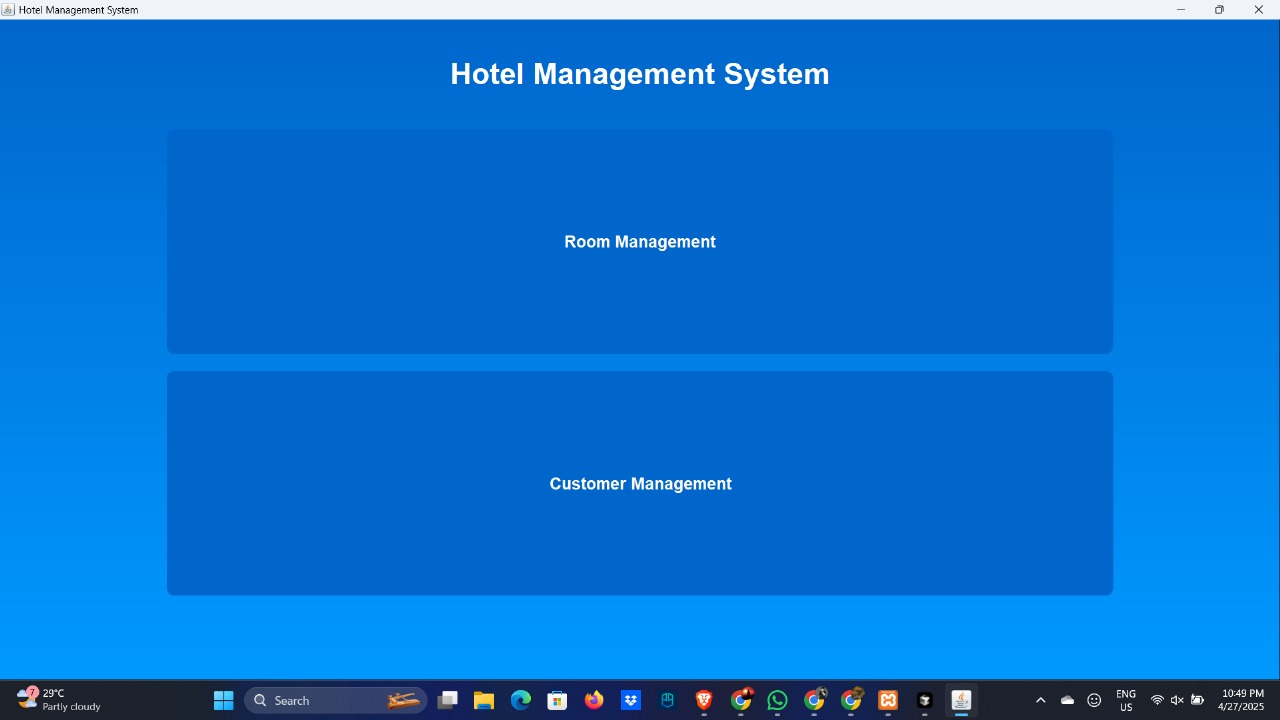 Hotel Management System
Hotel Management System
Room Management
Customer Management
7
29°C
Partly cloudy
Search
ENG
US
10:49 PM
4/27/2025